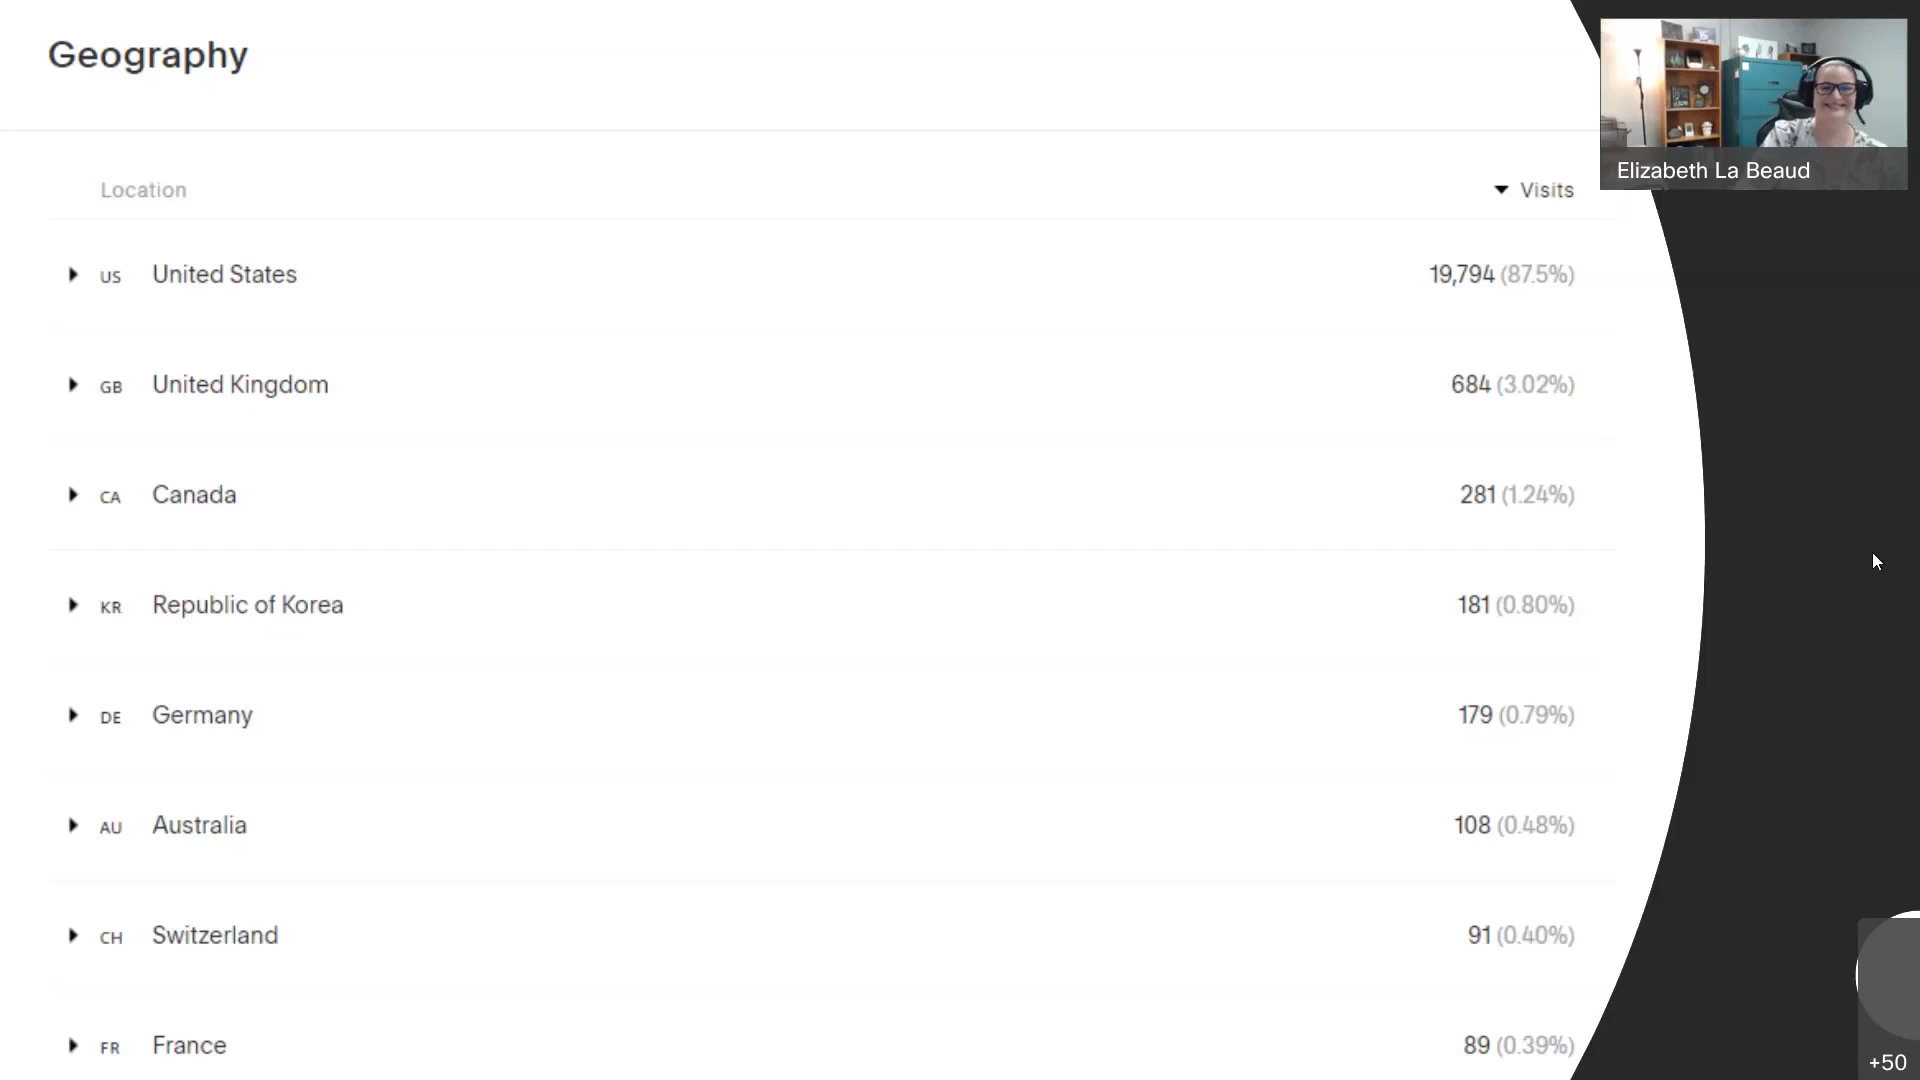 Geography
Elizabeth La Beaud
Location Visits
US United States 19,794 (87.5%)
GB United Kingdom 684 (3.02%)
CA Canada 281 (1.24%)
KR Republic of Korea 181 (0.80%)
DE Germany 179 (0.79%)
AU Australia 108 (0.48%)
CH Switzerland 91 (0.40%)
FR France 89 (0.39%)
+50